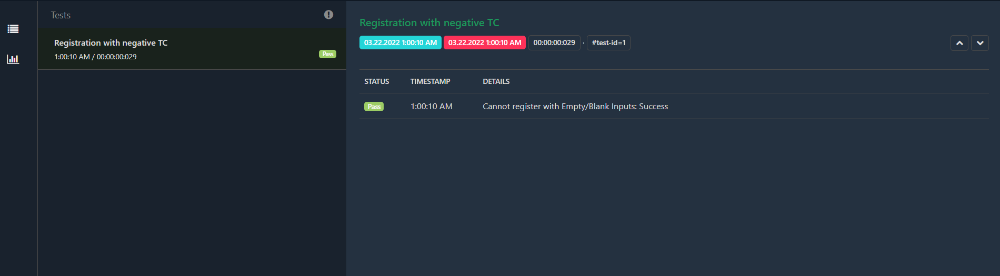 Tests
Registration with negative TC
1:00:10 AM / 00:00:00:029
Pass
Registration with negative TC
03.22.2022 1:00:10 AM 03.22.2022 1:00:10 AM 00:00:00:029 · #test-id=1
STATUS TIMESTAMP DETAILS
Pass 1:00:10 AM Cannot register with Empty/Blank Inputs: Success